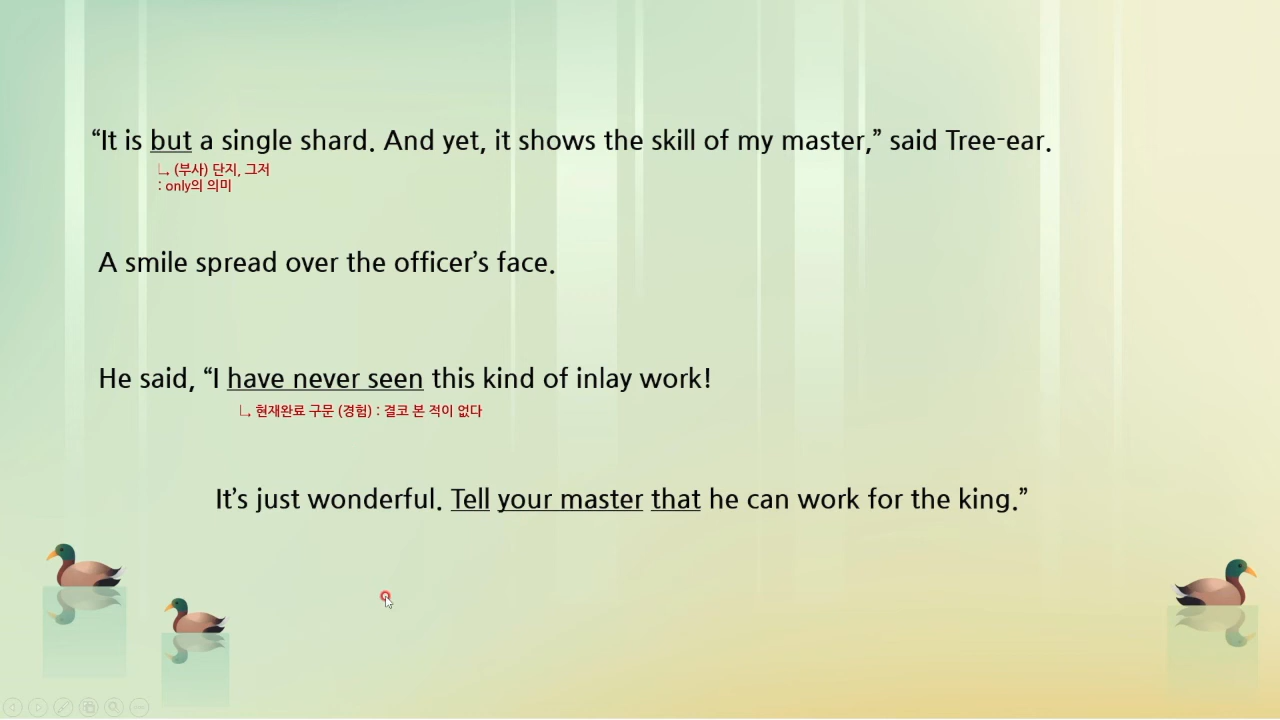 “It is but a single shard. And yet, it shows the skill of my master,” said Tree-ear.
(부사) 단지, 그저
: only의 의미
A smile spread over the officer’s face.
He said, “I have never seen this kind of inlay work!
현재완료 구문 (경험) : 결코 본 적이 없다
It’s just wonderful. Tell your master that he can work for the king.”